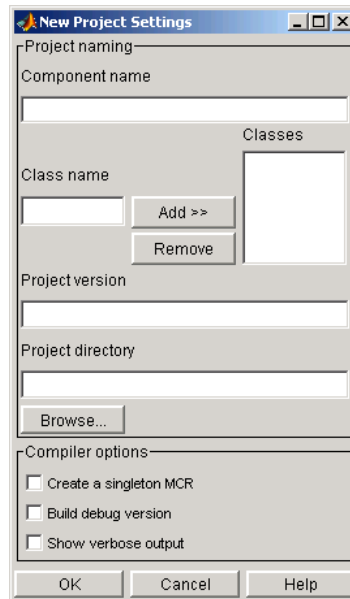 New Project Settings
Project naming
Component name
Classes
Class name
Add >>
Remove
Project version
Project directory
Browse...
Compiler options
Create a singleton MCR
Build debug version
Show verbose output
OK Cancel Help